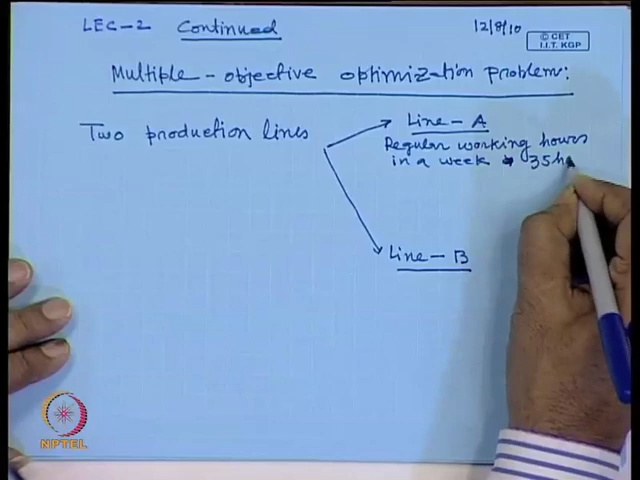 LEC-2 Continued
12/8/10
© CET
I.I.T. KGP
Multiple-objective optimization problem:
Two production lines
Line-A
Regular working hours
in a week 35h
Line-B
NPTEL